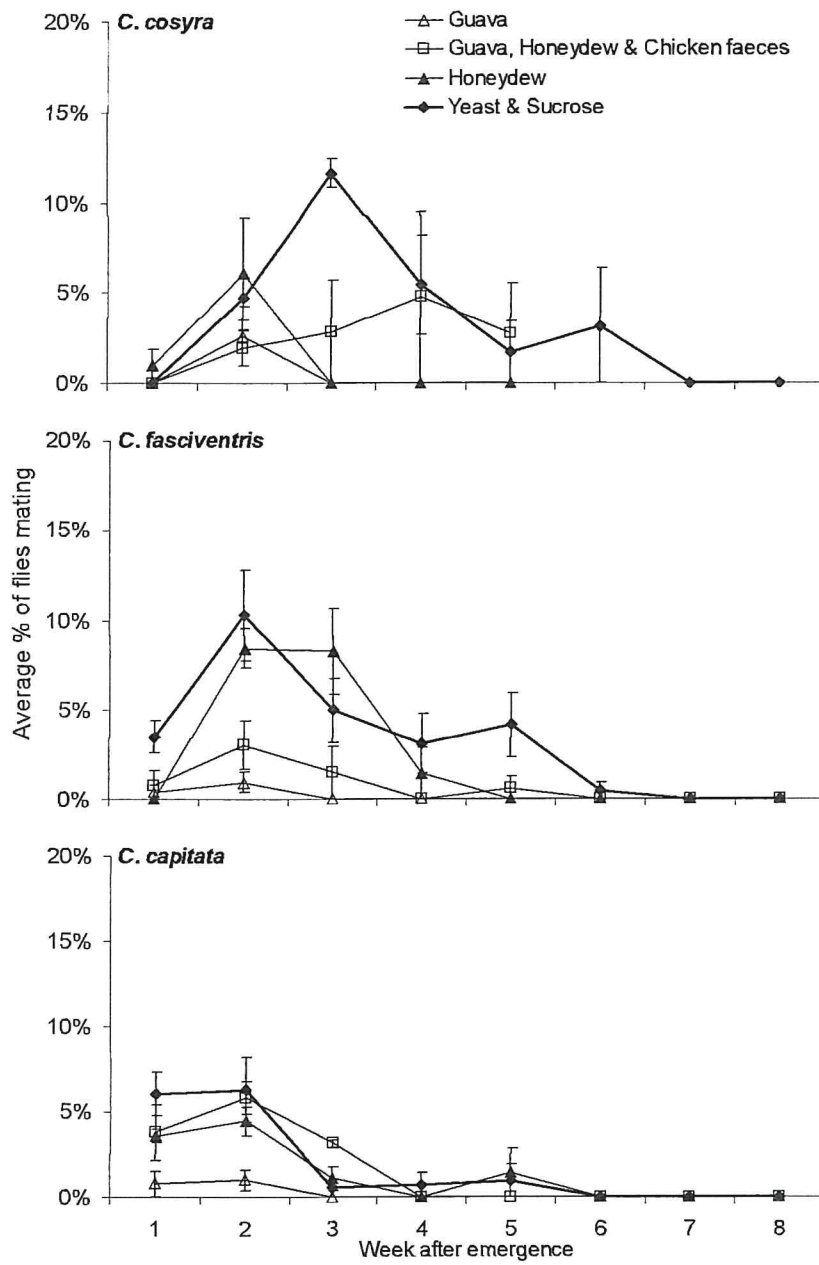 20%
C. cosyra
Guava
Guava, Honeydew & Chicken faeces
Honeydew
Yeast & Sucrose
15%
10%
5%
0%
Average % of flies mating
20%
C. fasciventris
15%
10%
5%
0%
20%
C. capitata
15%
10%
5%
0%
1 2 3 4 5 6 7 8
Week after emergence